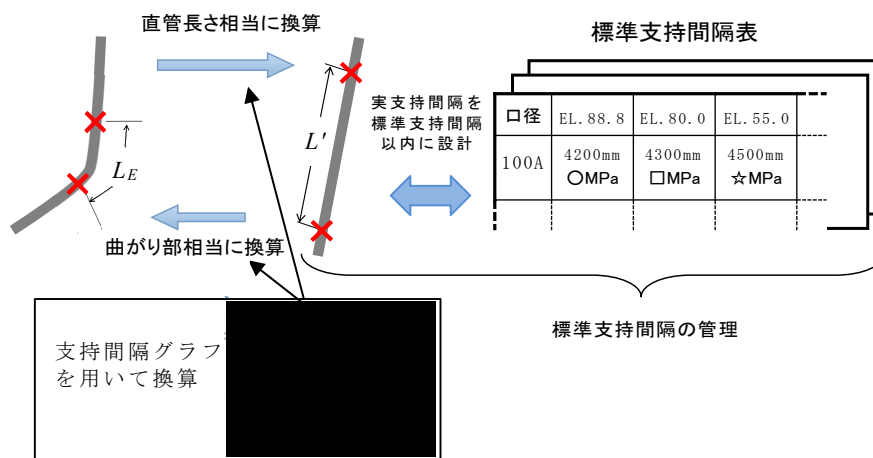 直管長さ相当に換算
標準支持間隔表
実支持間隔を
標準支持間隔
以内に設計
口径 EL.88.8 EL.80.0 EL.55.0
100A 4200mm 4300mm 4500mm
○MPa □MPa ☆MPa
L'
L_E
曲がり部相当に換算
標準支持間隔の管理
支持間隔グラフ
を用いて換算